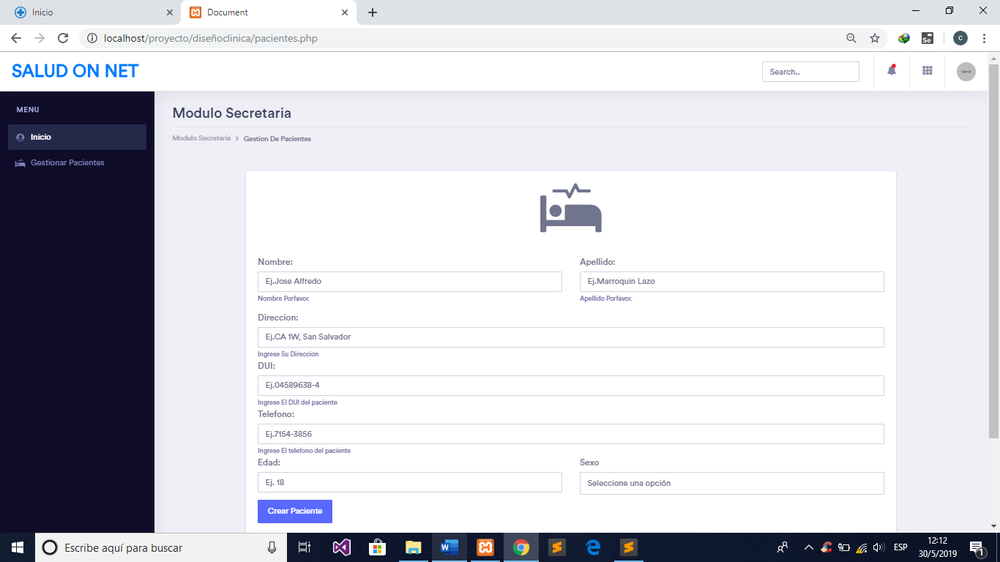 Inicio
Document
localhost/proyecto/diseñoclinica/pacientes.php
Se
C
SALUD ON NET
Search..
MENU
Inicio
Gestionar Pacientes
Modulo Secretaria
Modulo Secretaria > Gestion De Pacientes
Nombre:
Apellido:
Ej.Jose Alfredo
Ej.Marroquin Lazo
Nombre Porfavor.
Apellido Porfavor.
Direccion:
Ej.CA 1W, San Salvador
Ingrese Su Direccion
DUI:
Ej.04589638-4
Ingrese El DUI del paciente
Telefono:
Ej.7154-3856
Ingrese El telefono del paciente
Edad:
Sexo
Ej. 18
Seleccione una opción
Crear Paciente
Escribe aquí para buscar
ESP
12:12
30/5/2019
1